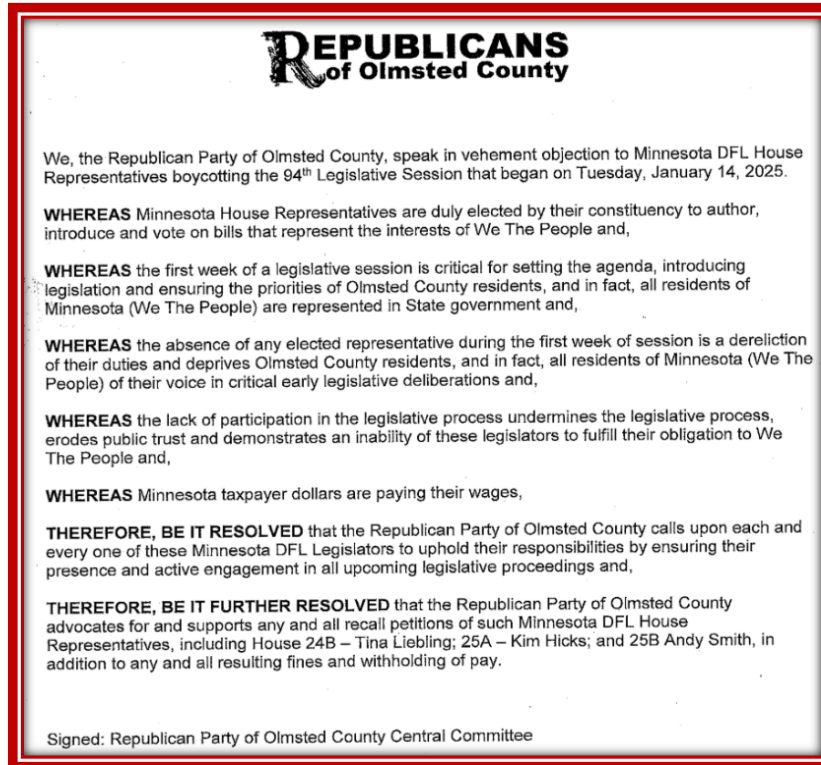 REPUBLICANS
of Olmsted County
We, the Republican Party of Olmsted County, speak in vehement objection to Minnesota DFL House
Representatives boycotting the 94th Legislative Session that began on Tuesday, January 14, 2025.
WHEREAS Minnesota House Representatives are duly elected by their constituency to author,
introduce and vote on bills that represent the interests of We The People and,
WHEREAS the first week of a legislative session is critical for setting the agenda, introducing
legislation and ensuring the priorities of Olmsted County residents, and in fact, all residents of
Minnesota (We The People) are represented in State government and,
WHEREAS the absence of any elected representative during the first week of session is a dereliction
of their duties and deprives Olmsted County residents, and in fact, all residents of Minnesota (We The
People) of their voice in critical early legislative deliberations and,
WHEREAS the lack of participation in the legislative process undermines the legislative process,
erodes public trust and demonstrates an inability of these legislators to fulfill their obligation to We
The People and,
WHEREAS Minnesota taxpayer dollars are paying their wages,
THEREFORE, BE IT RESOLVED that the Republican Party of Olmsted County calls upon each and
every one of these Minnesota DFL Legislators to uphold their responsibilities by ensuring their
presence and active engagement in all upcoming legislative proceedings and,
THEREFORE, BE IT FURTHER RESOLVED that the Republican Party of Olmsted County
advocates for and supports any and all recall petitions of such Minnesota DFL House
Representatives, including House 24B – Tina Liebling; 25A – Kim Hicks; and 25B Andy Smith, in
addition to any and all resulting fines and withholding of pay.
Signed: Republican Party of Olmsted County Central Committee